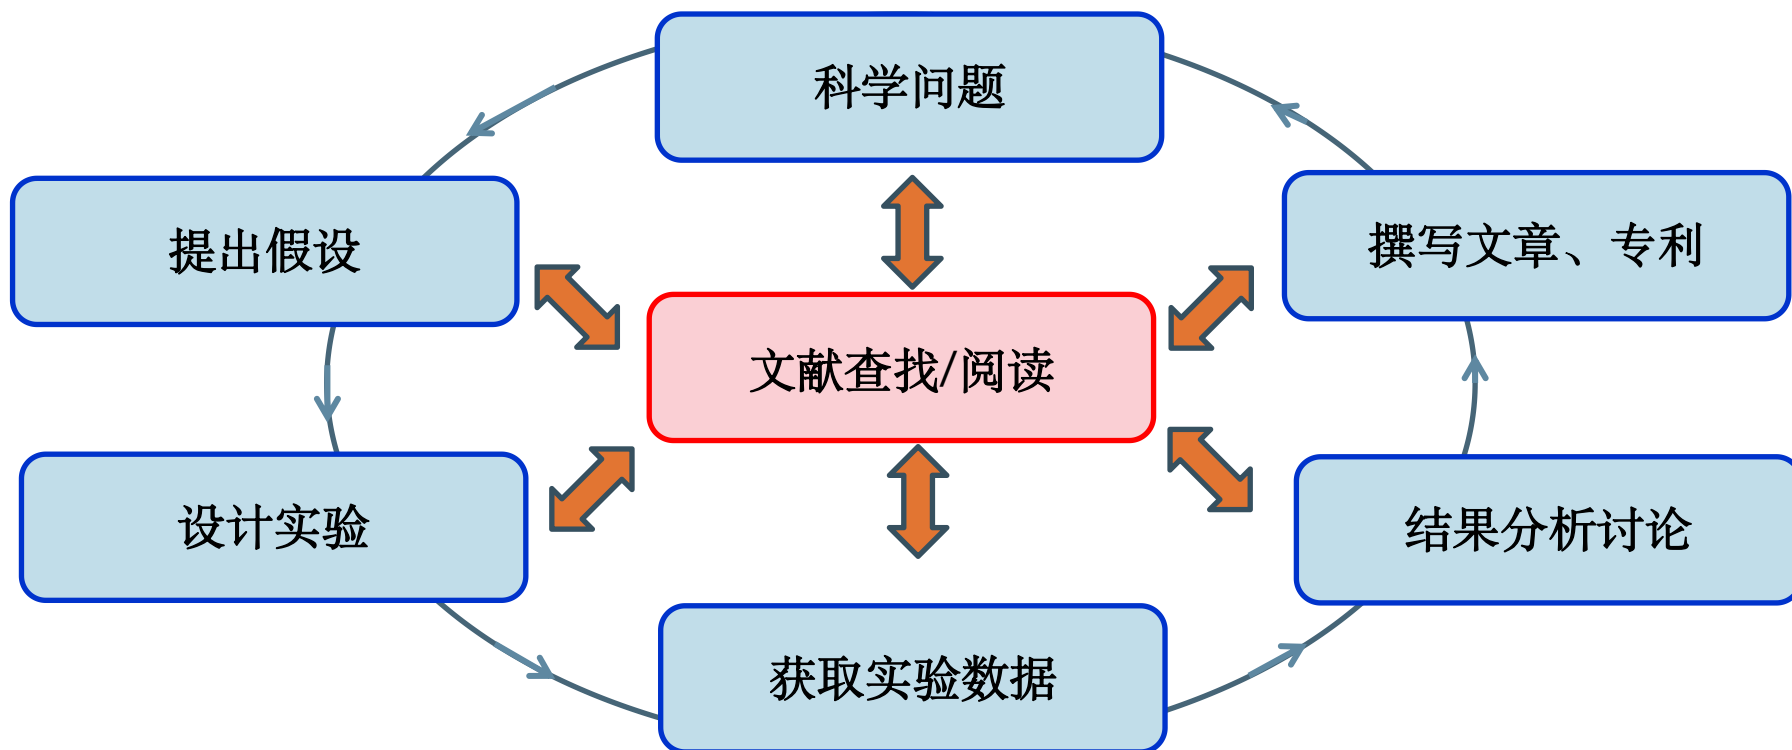 科学问题
提出假设
撰写文章、专利
文献查找/阅读
设计实验
结果分析讨论
获取实验数据